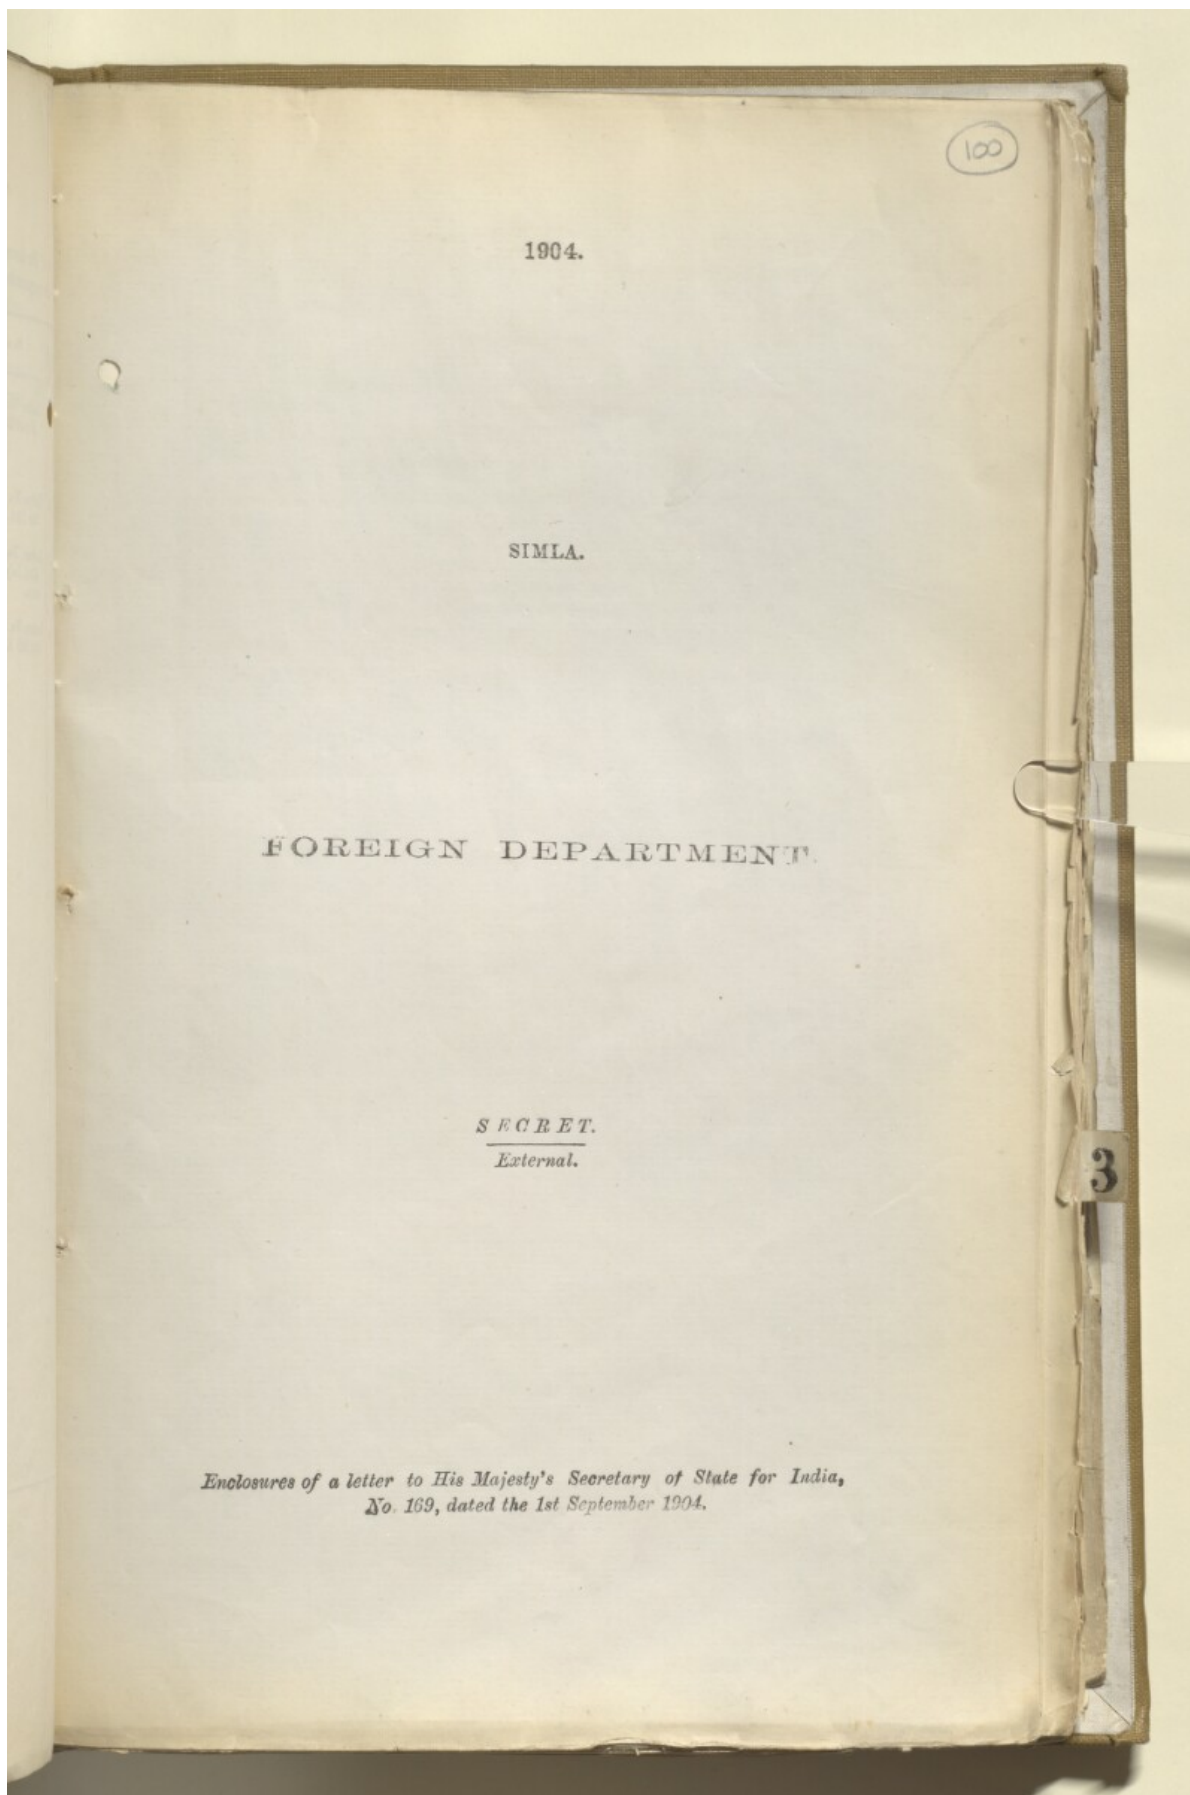 100
1904.
SIMLA.
FOREIGN DEPARTMENT.
SECRET.
External.
3
Enclosures of a letter to His Majesty's Secretary of State for India,
No. 169, dated the 1st September 1904.